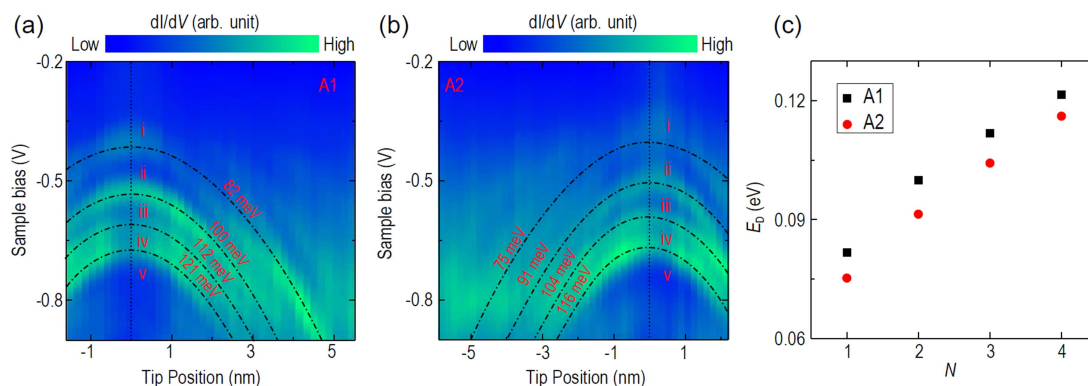 (a)
dI/dV (arb. unit)
Low
High
A1
-0.2
-0.5
-0.8
Sample bias (V)
i
ii
iii
iv
v
82 meV
100 meV
112 meV
121 meV
-1 1 3 5
Tip Position (nm)
(b)
dI/dV (arb. unit)
Low
High
A2
-0.2
-0.5
-0.8
Sample bias (V)
i
ii
iii
iv
v
75 meV
91 meV
104 meV
116 meV
-5 -3 -1 1
Tip Position (nm)
(c)
A1
A2
0.12
0.09
0.06
E_D (eV)
1 2 3 4
N